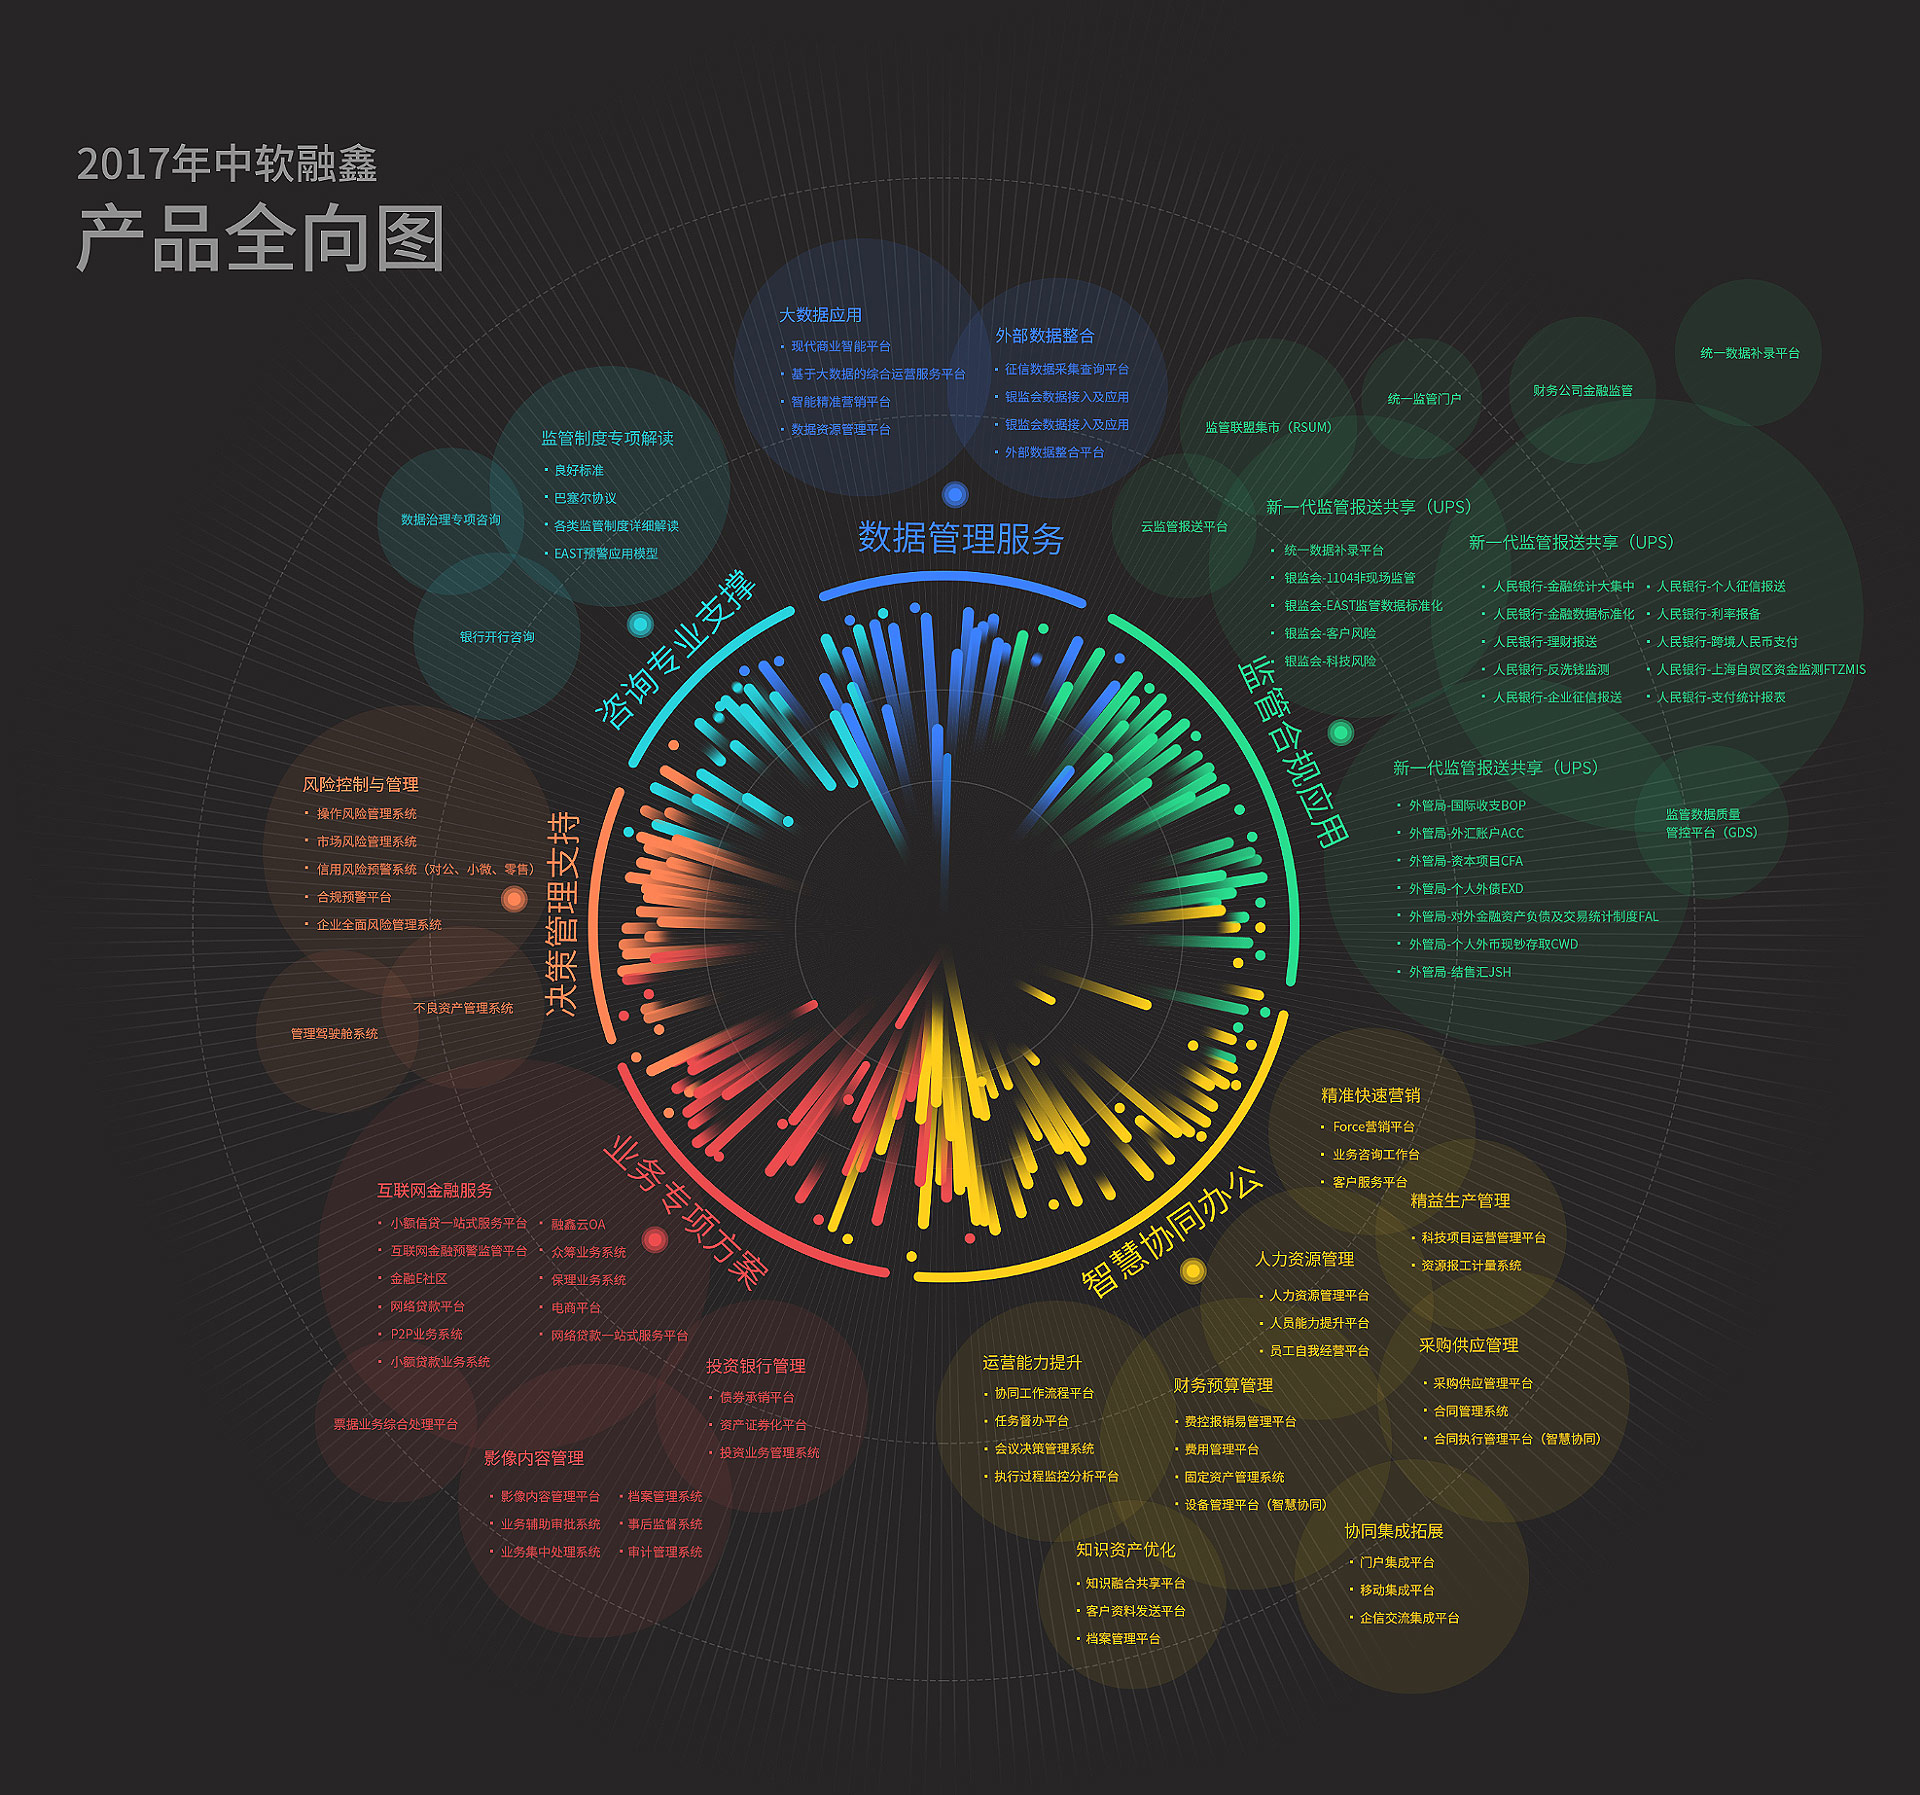 2017年中软融鑫
产品全向图
数据管理服务
大数据应用
现代商业智能平台
基于大数据的综合运营服务平台
智能精准营销平台
数据资源管理平台
外部数据整合
征信数据采集查询平台
银监会数据接入及应用
银监会数据接入及应用
外部数据整合平台
监管合规应用
监管联盟集市（RSUM）
统一监管门户
财务公司金融监管
统一数据补录平台
云监管报送平台
新一代监管报送共享（UPS）
统一数据补录平台
银监会-1104非现场监管
银监会-EAST监管数据标准化
银监会-客户风险
银监会-科技风险
新一代监管报送共享（UPS）
人民银行-金融统计大集中
人民银行-金融数据标准化
人民银行-理财报送
人民银行-反洗钱监测
人民银行-企业征信报送
人民银行-个人征信报送
人民银行-利率报备
人民银行-跨境人民币支付
人民银行-上海自贸区资金监测FTZMIS
人民银行-支付统计报表
新一代监管报送共享（UPS）
外管局-国际收支BOP
外管局-外汇账户ACC
外管局-资本项目CFA
外管局-个人外债EXD
外管局-对外金融资产负债及交易统计制度FAL
外管局-个人外币现钞存取CWD
外管局-结售汇JSH
监管数据质量
管控平台（GDS）
智慧协同办公
精准快速营销
Force营销平台
业务咨询工作台
客户服务平台
精益生产管理
科技项目运营管理平台
资源报工计量系统
人力资源管理
人力资源管理平台
人员能力提升平台
员工自我经营平台
采购供应管理
采购供应管理平台
合同管理系统
合同执行管理平台（智慧协同）
运营能力提升
协同工作流程平台
任务督办平台
会议决策管理系统
执行过程监控分析平台
财务预算管理
费控报销易管理平台
费用管理平台
固定资产管理系统
设备管理平台（智慧协同）
协同集成拓展
门户集成平台
移动集成平台
企信交流集成平台
知识资产优化
知识融合共享平台
客户资料发送平台
档案管理平台
业务专项方案
互联网金融服务
小额信贷一站式服务平台
互联网金融预警监管平台
金融E社区
网络贷款平台
P2P业务系统
小额贷款业务系统
融鑫云OA
众筹业务系统
保理业务系统
电商平台
网络贷款一站式服务平台
投资银行管理
债券承销平台
资产证券化平台
投资业务管理系统
票据业务综合处理平台
影像内容管理
影像内容管理平台
业务辅助审批系统
业务集中处理系统
档案管理系统
事后监督系统
审计管理系统
决策管理支持
风险控制与管理
操作风险管理系统
市场风险管理系统
信用风险预警系统（对公、小微、零售）
合规预警平台
企业全面风险管理系统
不良资产管理系统
管理驾驶舱系统
咨询专业支撑
监管制度专项解读
良好标准
巴塞尔协议
各类监管制度详细解读
EAST预警应用模型
数据治理专项咨询
银行开行咨询